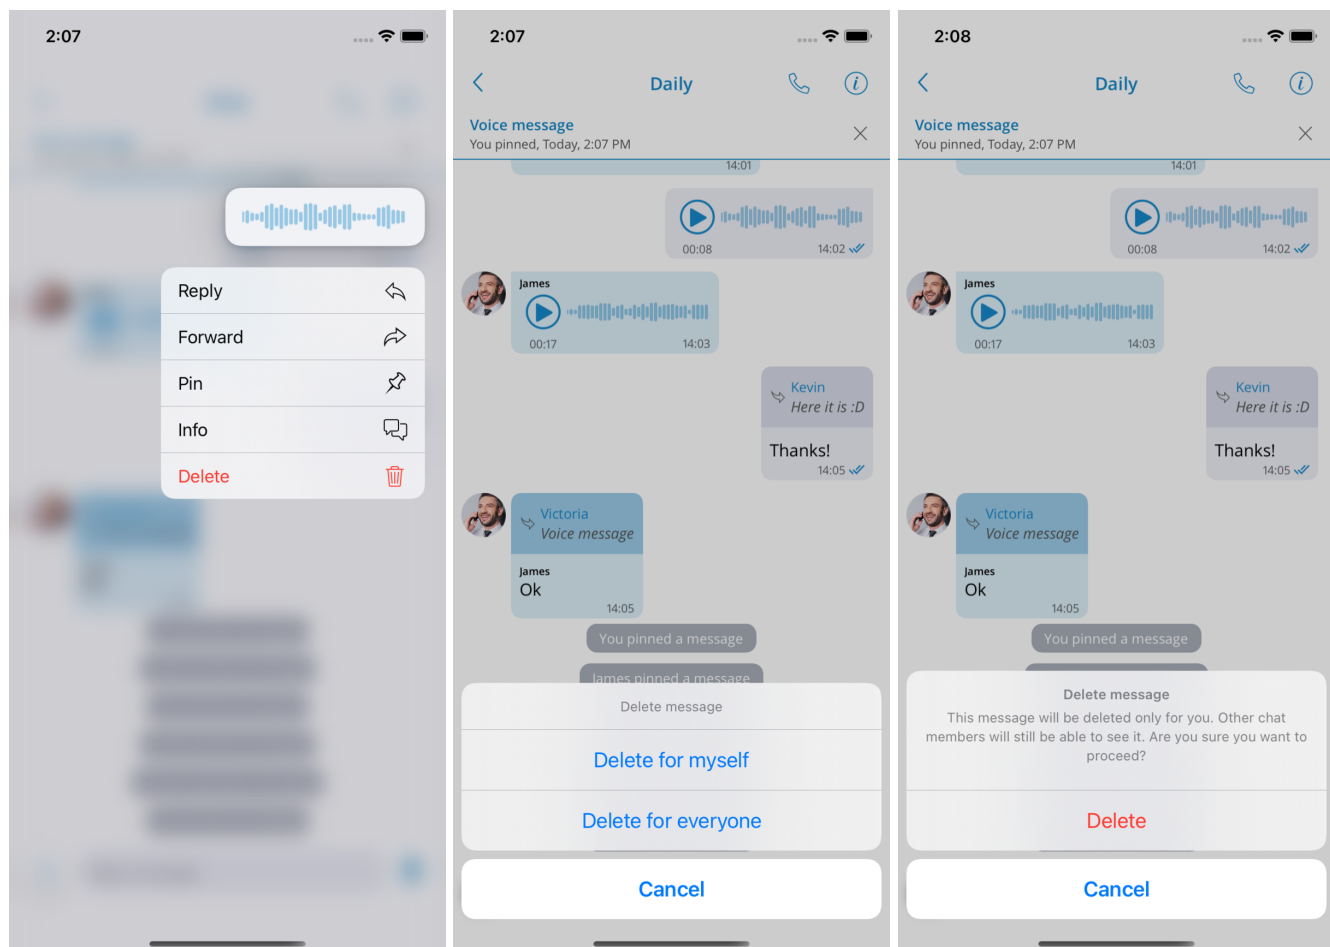 2:07
Reply
Forward
Pin
Info
Delete
2:07
Daily
Voice message
You pinned, Today, 2:07 PM
14:01
00:08 14:02
James
00:17 14:03
Kevin
Here it is :D
Thanks!
14:05
Victoria
Voice message
James
Ok
14:05
You pinned a message
James pinned a message
Delete message
Delete for myself
Delete for everyone
Cancel
2:08
Daily
Voice message
You pinned, Today, 2:07 PM
14:01
00:08 14:02
James
00:17 14:03
Kevin
Here it is :D
Thanks!
14:05
Victoria
Voice message
James
Ok
14:05
You pinned a message
Delete message
This message will be deleted only for you. Other chat
members will still be able to see it. Are you sure you want to
proceed?
Delete
Cancel